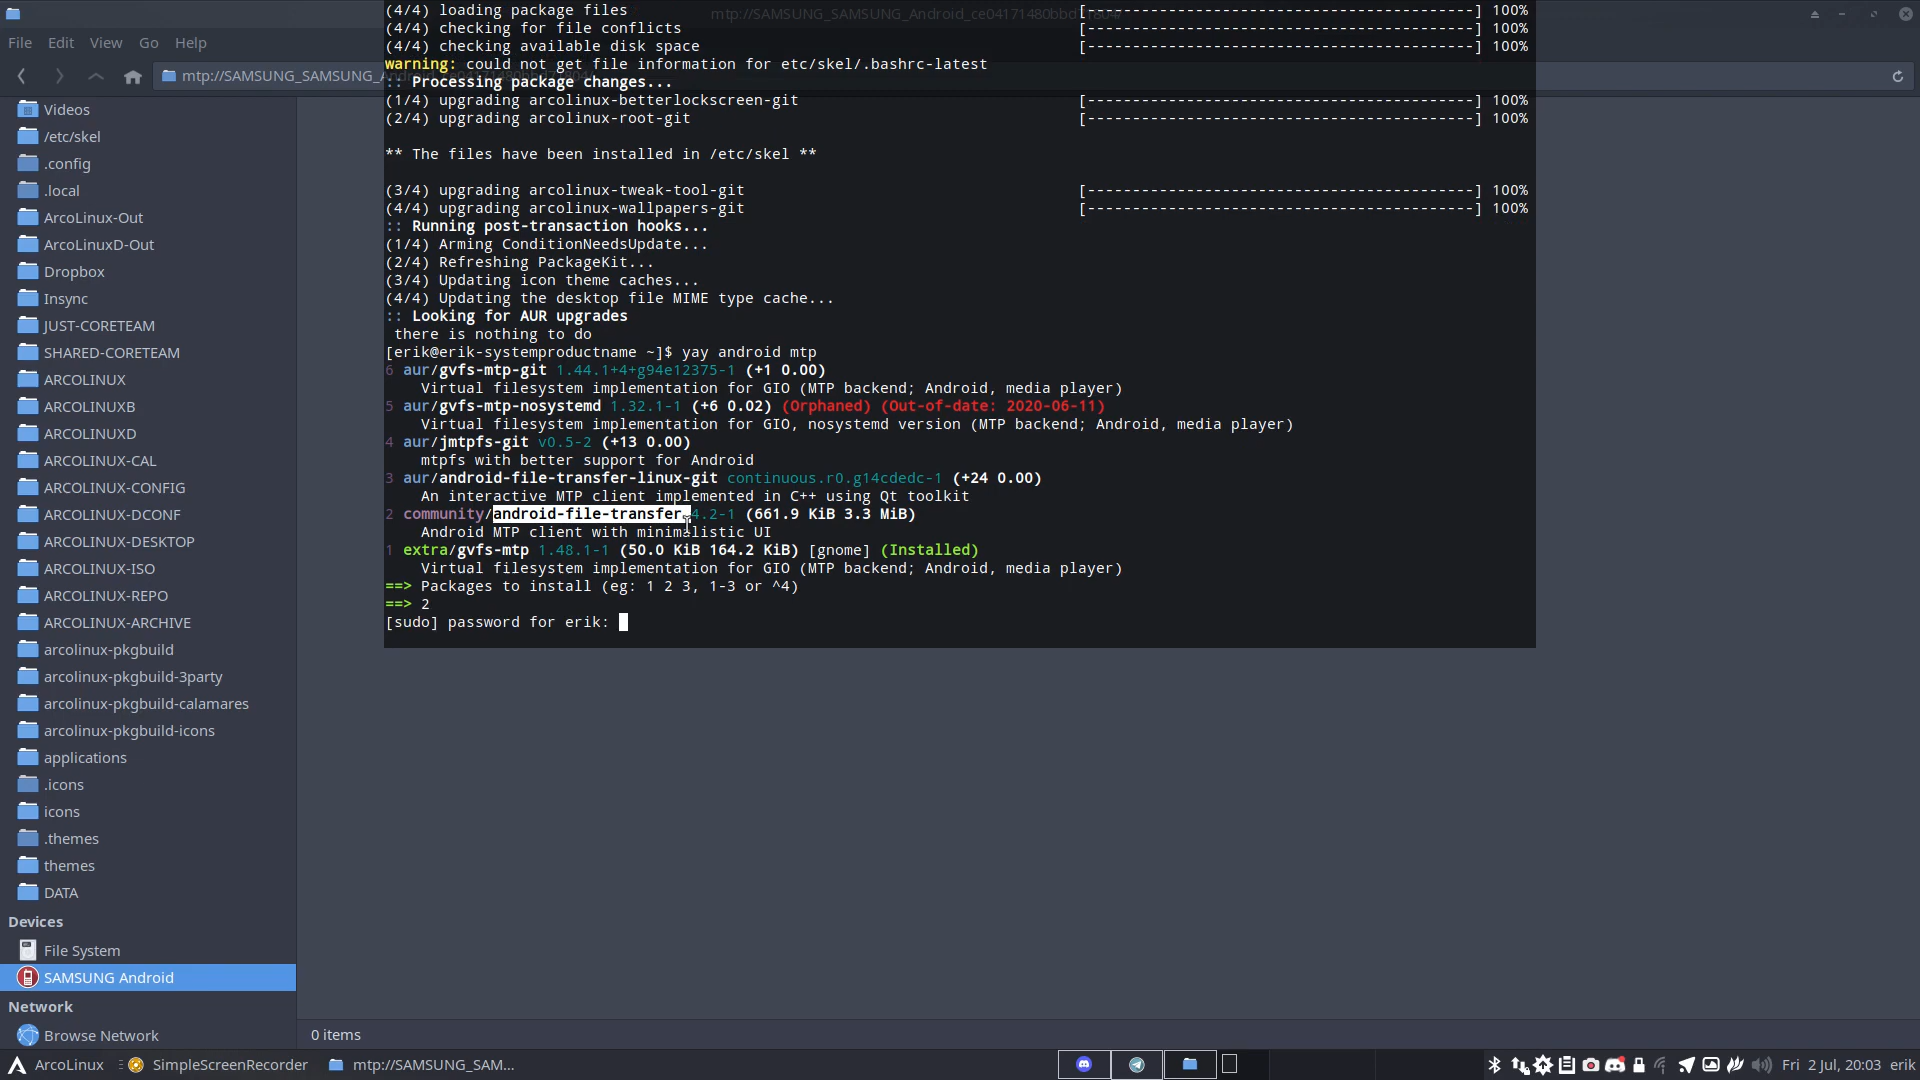 mtp://SAMSUNG_SAMSUNG_Android_ce04171480bbd
File Edit View Go Help
mtp://SAMSUNG_SAMSUNG_A
Videos
/etc/skel
.config
.local
ArcoLinux-Out
ArcoLinuxD-Out
Dropbox
Insync
JUST-CORETEAM
SHARED-CORETEAM
ARCOLINUX
ARCOLINUXB
ARCOLINUXD
ARCOLINUX-CAL
ARCOLINUX-CONFIG
ARCOLINUX-DCONF
ARCOLINUX-DESKTOP
ARCOLINUX-ISO
ARCOLINUX-REPO
ARCOLINUX-ARCHIVE
arcolinux-pkgbuild
arcolinux-pkgbuild-3party
arcolinux-pkgbuild-calamares
arcolinux-pkgbuild-icons
applications
.icons
icons
.themes
themes
DATA
Devices
File System
SAMSUNG Android
Network
Browse Network
(4/4) loading package files [--------------------------------------------] 100%
(4/4) checking for file conflicts [--------------------------------------------] 100%
(4/4) checking available disk space [--------------------------------------------] 100%
warning: could not get file information for etc/skel/.bashrc-latest
:: Processing package changes...
(1/4) upgrading arcolinux-betterlockscreen-git [--------------------------------------------] 100%
(2/4) upgrading arcolinux-root-git [--------------------------------------------] 100%
** The files have been installed in /etc/skel **
(3/4) upgrading arcolinux-tweak-tool-git [--------------------------------------------] 100%
(4/4) upgrading arcolinux-wallpapers-git [--------------------------------------------] 100%
:: Running post-transaction hooks...
(1/4) Arming ConditionNeedsUpdate...
(2/4) Refreshing PackageKit...
(3/4) Updating icon theme caches...
(4/4) Updating the desktop file MIME type cache...
:: Looking for AUR upgrades
there is nothing to do
[erik@erik-systemproductname ~]$ yay android mtp
6 aur/gvfs-mtp-git 1.44.1+4+g94e12375-1 (+1 0.00)
Virtual filesystem implementation for GIO (MTP backend; Android, media player)
5 aur/gvfs-mtp-nosystemd 1.32.1-1 (+6 0.02) (Orphaned) (Out-of-date: 2020-06-11)
Virtual filesystem implementation for GIO, nosystemd version (MTP backend; Android, media player)
4 aur/jmtpfs-git v0.5-2 (+13 0.00)
mtpfs with better support for Android
3 aur/android-file-transfer-linux-git continuous.r0.g14cdedc-1 (+24 0.00)
An interactive MTP client implemented in C++ using Qt toolkit
2 community/android-file-transfer 4.2-1 (661.9 KiB 3.3 MiB)
Android MTP client with minimalistic UI
1 extra/gvfs-mtp 1.48.1-1 (50.0 KiB 164.2 KiB) [gnome] (Installed)
Virtual filesystem implementation for GIO (MTP backend; Android, media player)
==> Packages to install (eg: 1 2 3, 1-3 or ^4)
==> 2
[sudo] password for erik:
0 items
ArcoLinux SimpleScreenRecorder mtp://SAMSUNG_SAM... Fri 2 Jul, 20:03 erik